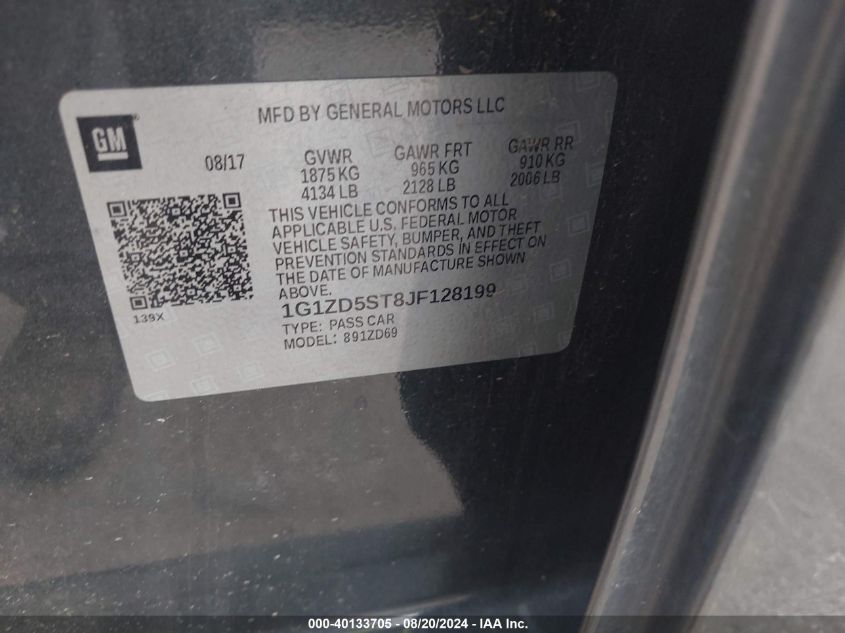 MFD BY GENERAL MOTORS LLC
GM
08/17
GVWR GAWR FRT GAWR RR
1875 KG 965 KG 910 KG
4134 LB 2128 LB 2006 LB
THIS VEHICLE CONFORMS TO ALL
APPLICABLE U.S. FEDERAL MOTOR
VEHICLE SAFETY, BUMPER, AND THEFT
PREVENTION STANDARDS IN EFFECT ON
THE DATE OF MANUFACTURE SHOWN
ABOVE.
139X
1G1ZD5ST8JF128199
TYPE: PASS CAR
MODEL: 891ZD69
000-40133705 - 08/20/2024 - IAA Inc.